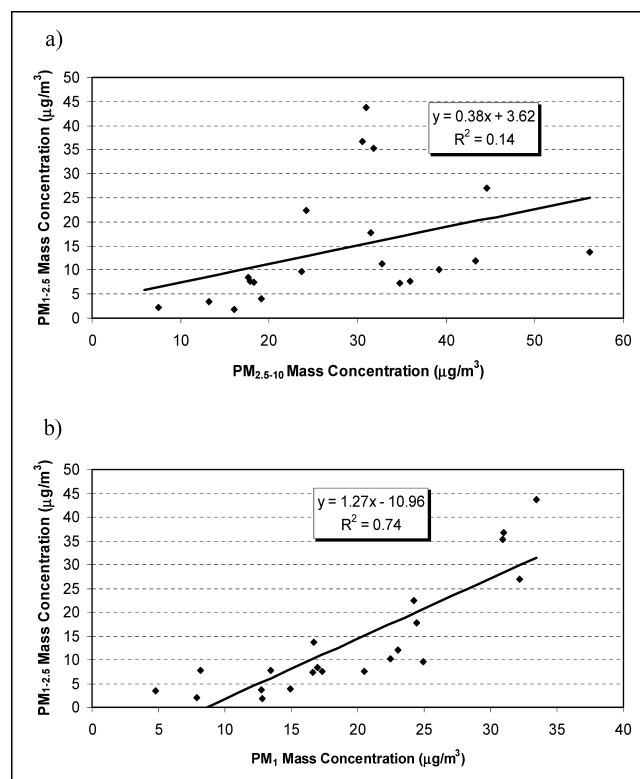 a)
50
45
40
35
30
25
20
15
10
5
0
PM1-2.5 Mass Concentration (μg/m³)
y = 0.38x + 3.62
R² = 0.14
0 10 20 30 40 50 60
PM2.5-10 Mass Concentration (μg/m³)
b)
50
45
40
35
30
25
20
15
10
5
0
PM1-2.5 Mass Concentration (μg/m³)
y = 1.27x - 10.96
R² = 0.74
0 5 10 15 20 25 30 35 40
PM1 Mass Concentration (μg/m³)